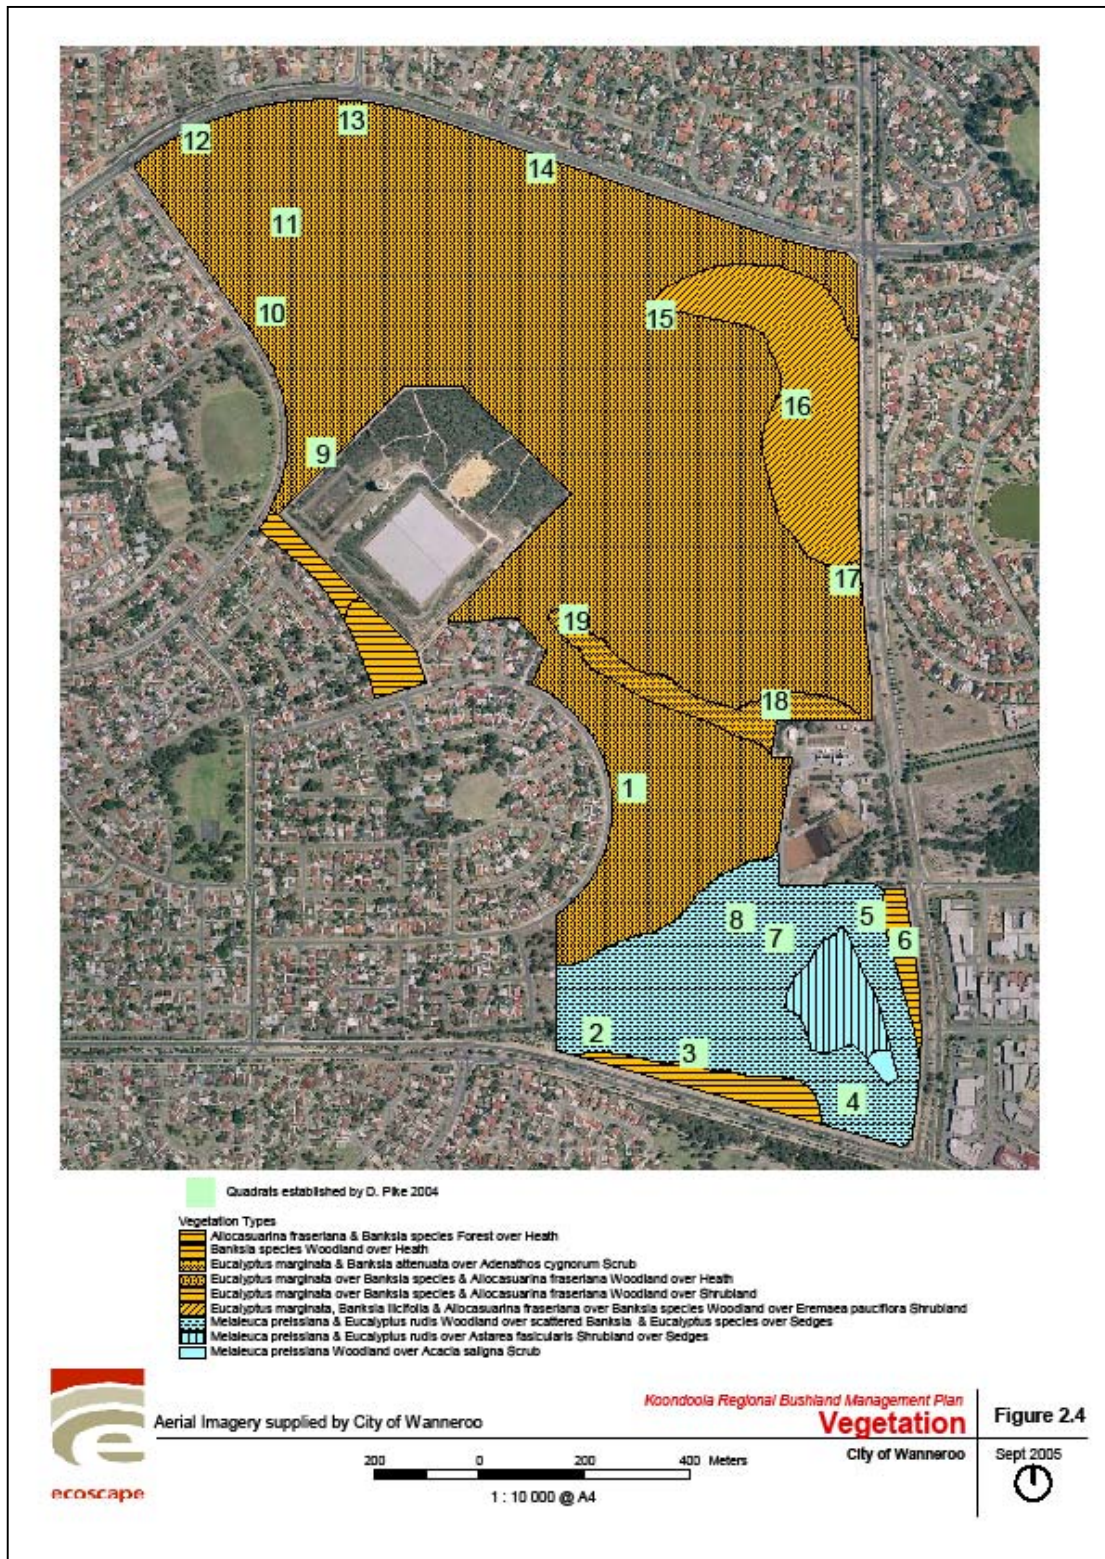 12
13
14
11
10
15
16
9
17
19
18
1
8
5
7
6
2
3
4
Quadrats established by D. Pike 2004
Vegetation Types
Allocasuarina fraseriana & Banksia species Forest over Heath
Banksia species Woodland over Heath
Eucalyptus marginata & Banksia attenuata over Adenathos cygnorum Scrub
Eucalyptus marginata over Banksia species & Allocasuarina fraseriana Woodland over Heath
Eucalyptus marginata over Banksia species & Allocasuarina fraseriana Woodland over Shrubland
Eucalyptus marginata, Banksia ilicifolia & Allocasuarina fraseriana over Banksia species Woodland over Eremaea pauciflora Shrubland
Melaleuca preissiana & Eucalyptus rudis Woodland over scattered Banksia & Eucalyptus species over Sedges
Melaleuca preissiana & Eucalyptus rudis over Astarea fasicularis Shrubland over Sedges
Melaleuca preissiana Woodland over Acacia saligna Scrub
Koondoola Regional Bushland Management Plan
Aerial Imagery supplied by City of Wanneroo
Vegetation
Figure 2.4
City of Wanneroo
Sept 2005
200 0 200 400 Meters
1 : 10 000 @ A4
ecoscape